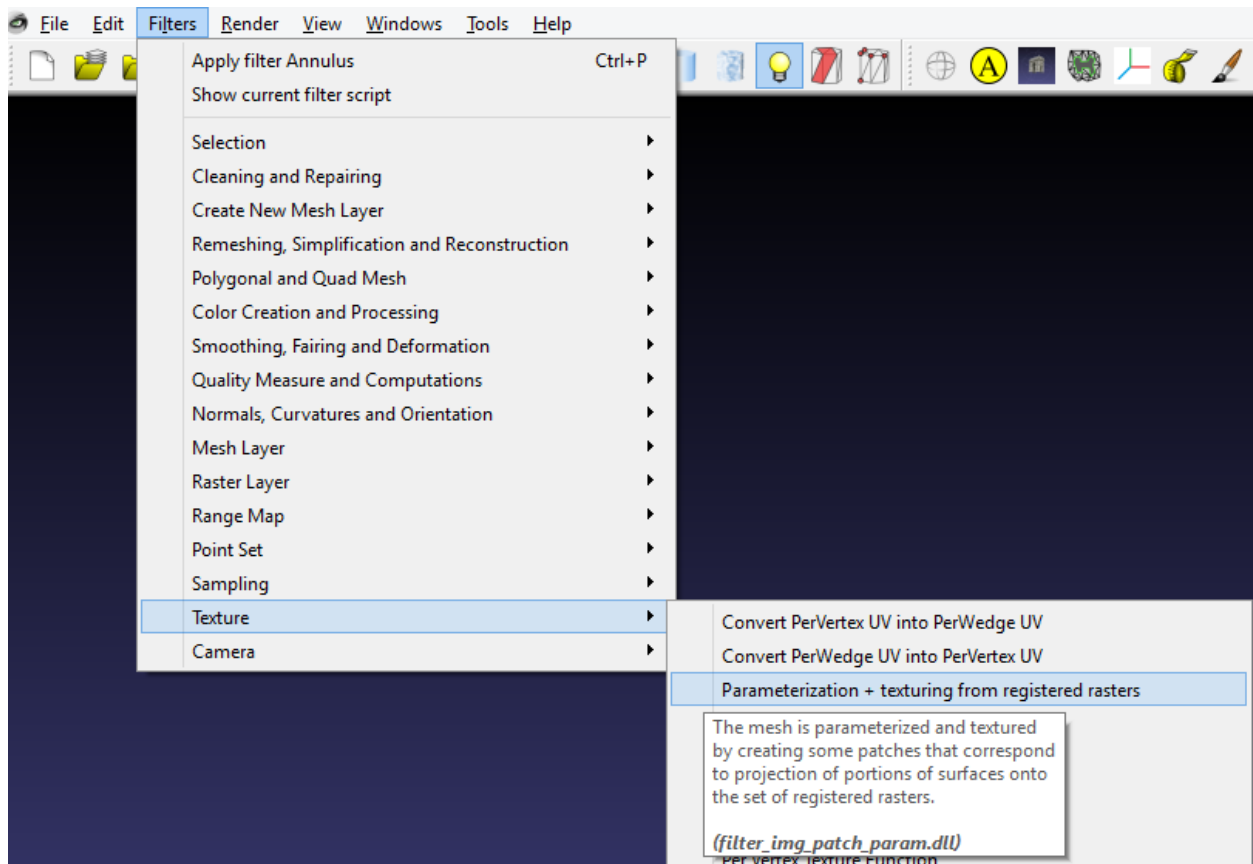 File Edit Filters Render View Windows Tools Help
Apply filter Annulus Ctrl+P
Show current filter script
A
Selection
Cleaning and Repairing
Create New Mesh Layer
Remeshing, Simplification and Reconstruction
Polygonal and Quad Mesh
Color Creation and Processing
Smoothing, Fairing and Deformation
Quality Measure and Computations
Normals, Curvatures and Orientation
Mesh Layer
Raster Layer
Range Map
Point Set
Sampling
Texture
Camera
Convert PerVertex UV into PerWedge UV
Convert PerWedge UV into PerVertex UV
Parameterization + texturing from registered rasters
The mesh is parameterized and textured
by creating some patches that correspond
to projection of portions of surfaces onto
the set of registered rasters.
(filter_img_patch_param.dll)
Per Vertex Texture Function